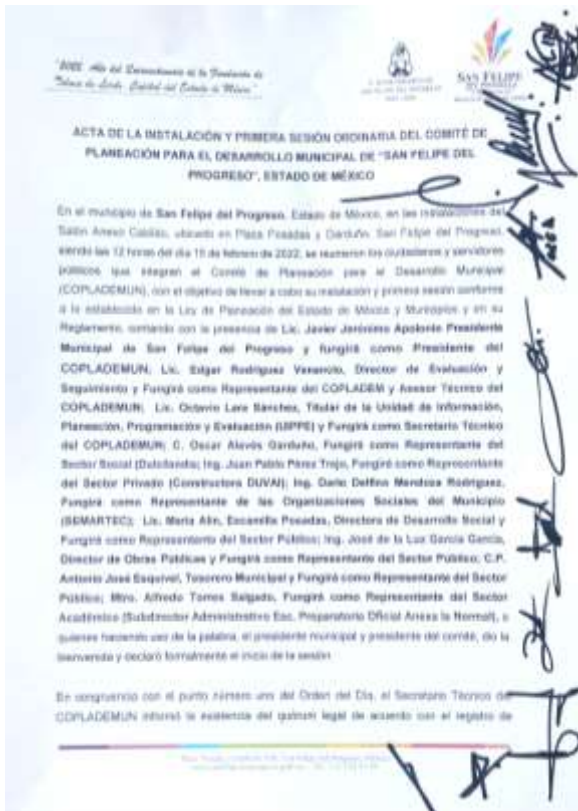 "2022. Año del Quincentenario de la Fundación de
Toluca de Lerdo, Capital del Estado de México"
SAN FELIPE
DEL PROGRESO
ACTA DE LA INSTALACIÓN Y PRIMERA SESIÓN ORDINARIA DEL COMITÉ DE
PLANEACIÓN PARA EL DESARROLLO MUNICIPAL DE "SAN FELIPE DEL
PROGRESO", ESTADO DE MÉXICO
En el municipio de San Felipe del Progreso, Estado de México, en las instalaciones del
Salón Anexo Cabildo, ubicado en Plaza Posadas y Garduño, San Felipe del Progreso,
siendo las 12 horas del día 15 de febrero de 2022, se reunieron los ciudadanos y servidores
públicos que integran el Comité de Planeación para el Desarrollo Municipal
(COPLADEMUN), con el objetivo de llevar a cabo su instalación y primera sesión conforme
a lo establecido en la Ley de Planeación del Estado de México y Municipios y en su
Reglamento, contando con la presencia de Lic. Javier Jerónimo Apolonio Presidente
Municipal de San Felipe del Progreso y fungirá como Presidente del
COPLADEMUN, Lic. Edgar Rodríguez Venancio, Director de Evaluación y
Seguimiento y Fungirá como Representante del COPLADEM y Asesor Técnico del
COPLADEMUN; Lic. Octavio Lara Sánchez, Titular de la Unidad de Información,
Planeación, Programación y Evaluación (UIPPE) y Fungirá como Secretario Técnico
del COPLADEMUN; C. Oscar Alevós Garduño, Fungirá como Representante del
Sector Social (Dulcilandia; Ing. Juan Pablo Pérez Trejo, Fungirá como Representante
del Sector Privado (Constructora DUVAI); Ing. Darío Delfino Mendoza Rodríguez,
Fungirá como Representante de las Organizaciones Sociales del Municipio
(SEMARTEC); Lic. María Alin, Escamilla Posadas, Directora de Desarrollo Social y
Fungirá como Representante del Sector Público; Ing. José de la Luz García García,
Director de Obras Públicas y Fungirá como Representante del Sector Público; C.P.
Antonio José Esquivel, Tesorero Municipal y Fungirá como Representante del Sector
Público; Mtro. Alfredo Torres Salgado, Fungirá como Representante del Sector
Académico (Subdirector Administrativo Esc. Preparatoria Oficial Anexa la Normal), a
quienes haciendo uso de la palabra, el presidente municipal y presidente del comité, dio la
bienvenida y declaró formalmente el inicio de la sesión.
En congruencia con el punto número uno del Orden del Día, el Secretario Técnico de
COPLADEMUN informó la existencia del quórum legal de acuerdo con el registro de